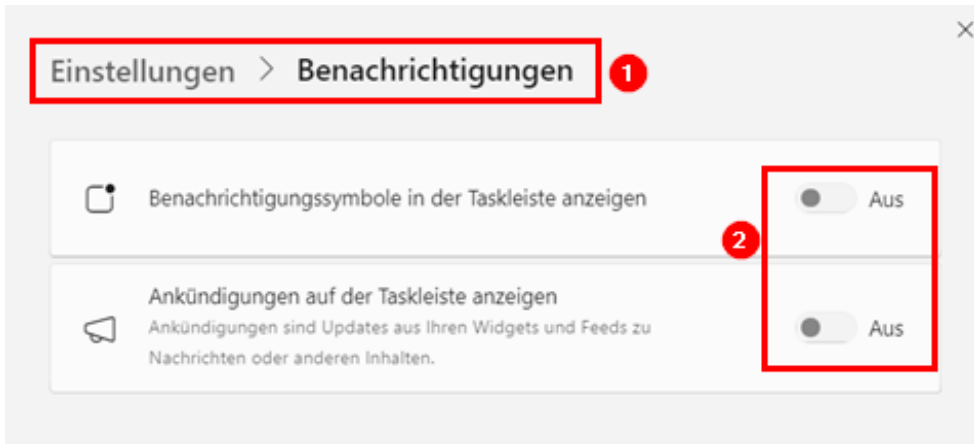 Einstellungen > Benachrichtigungen 1
Benachrichtigungssymbole in der Taskleiste anzeigen Aus
2
Ankündigungen auf der Taskleiste anzeigen
Ankündigungen sind Updates aus Ihren Widgets und Feeds zu Aus
Nachrichten oder anderen Inhalten.